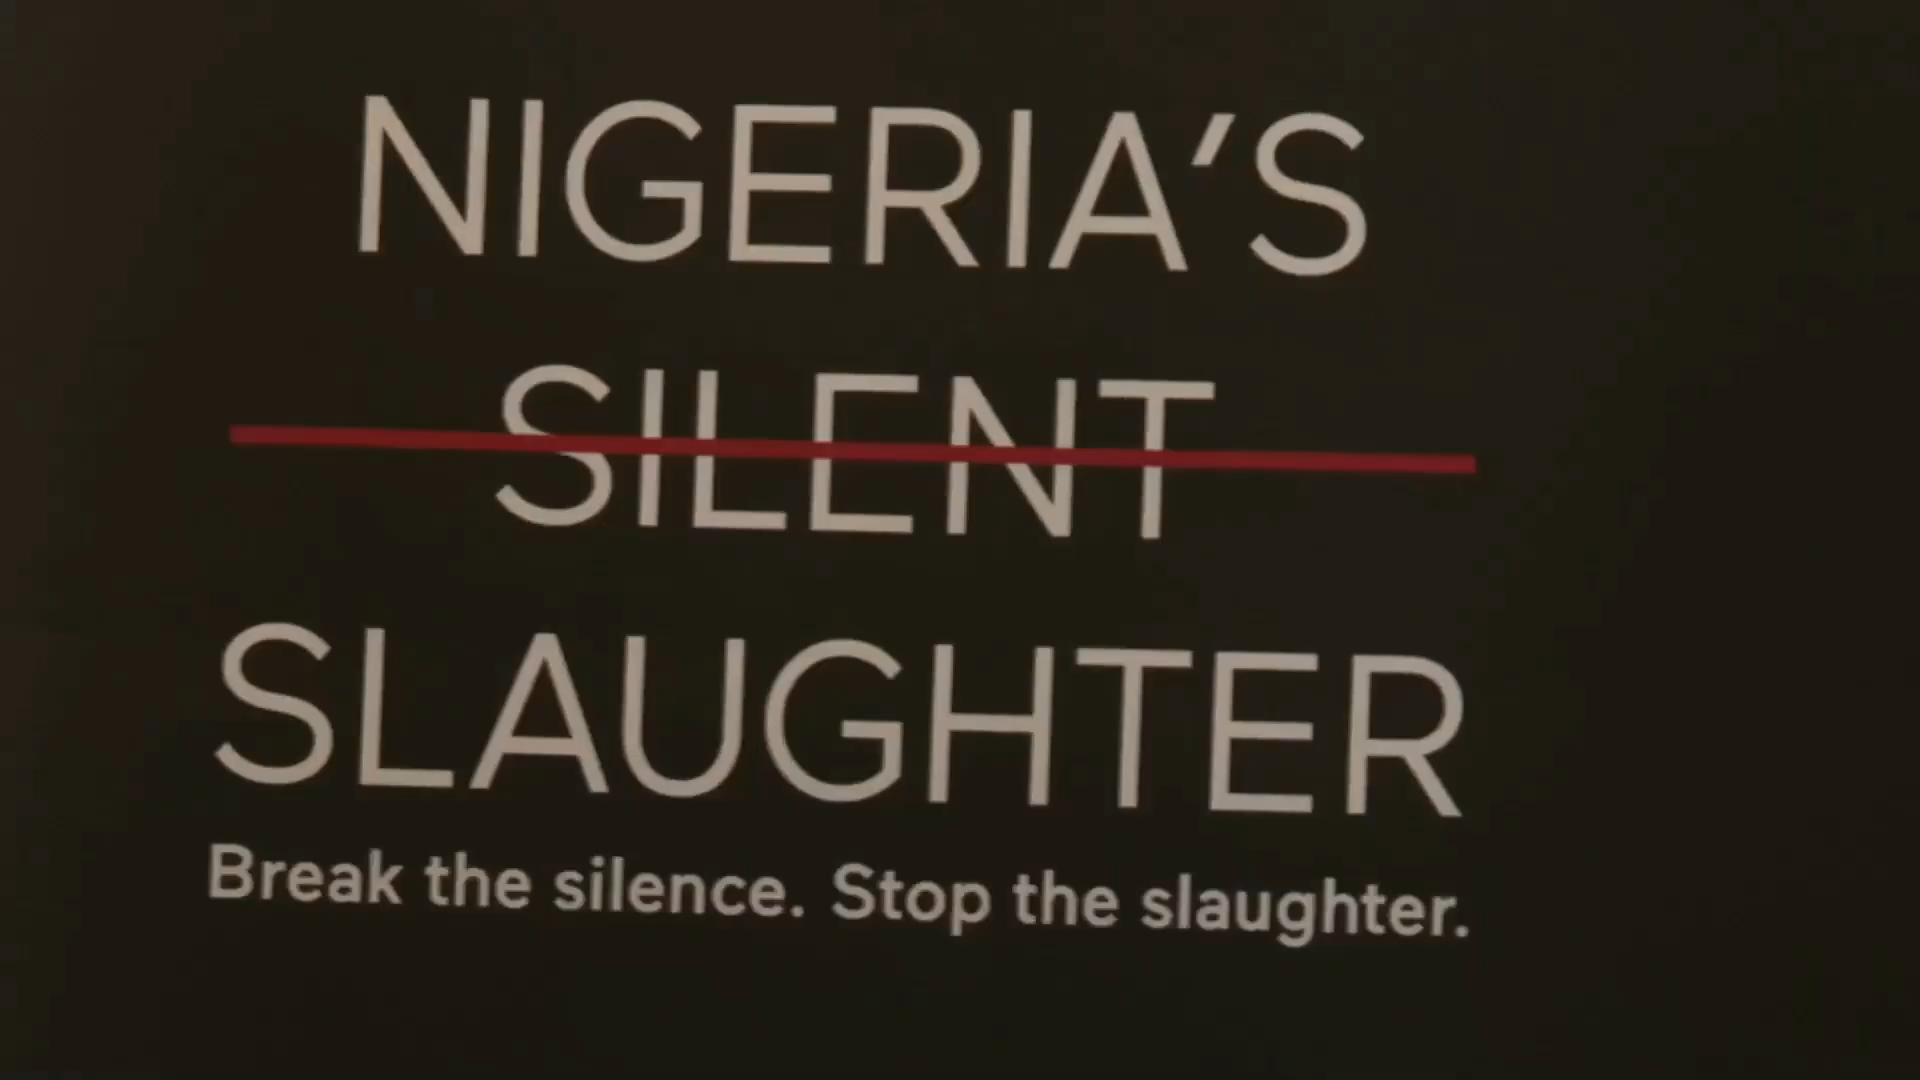 NIGERIA'S
SILENT
SLAUGHTER
Break the silence. Stop the slaughter.